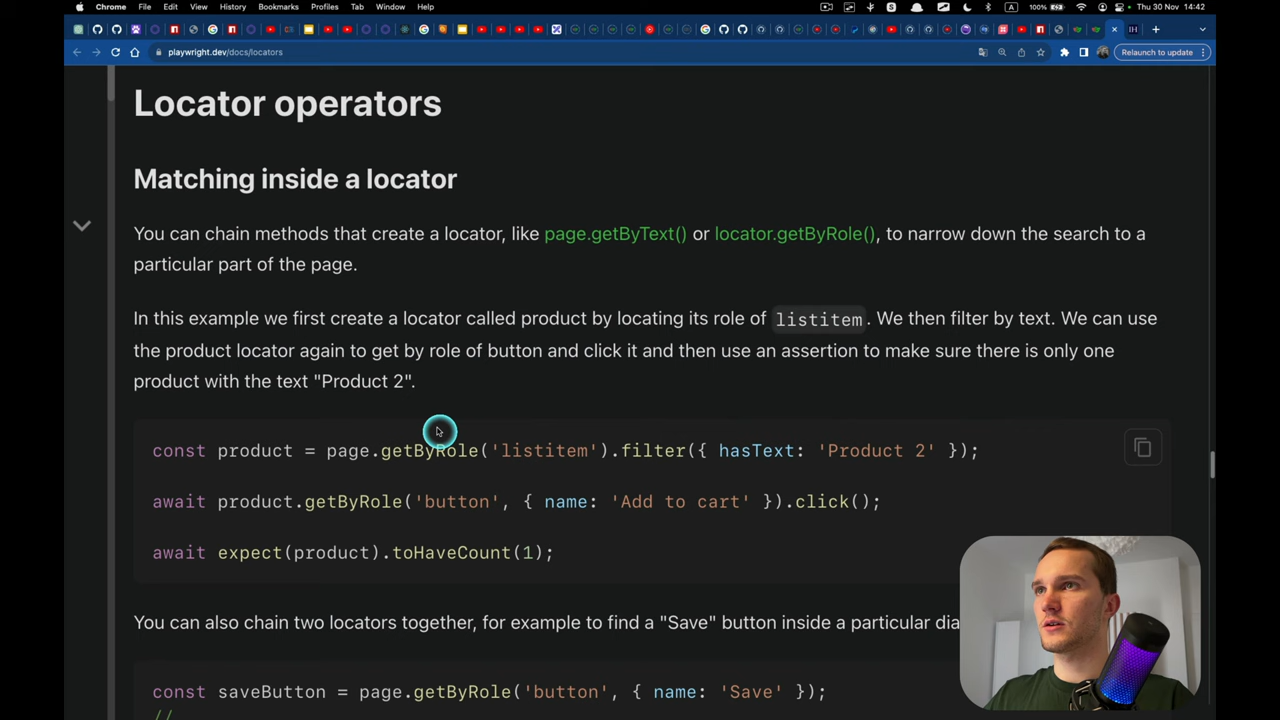 Chrome File Edit View History Bookmarks Profiles Tab Window Help 100% Thu 30 Nov 14:42
playwright.dev/docs/locators Relaunch to update
Locator operators
Matching inside a locator
You can chain methods that create a locator, like page.getByText() or locator.getByRole(), to narrow down the search to a
particular part of the page.
In this example we first create a locator called product by locating its role of listitem. We then filter by text. We can use
the product locator again to get by role of button and click it and then use an assertion to make sure there is only one
product with the text "Product 2".
const product = page.getByRole('listitem').filter({ hasText: 'Product 2' });
await product.getByRole('button', { name: 'Add to cart' }).click();
await expect(product).toHaveCount(1);
You can also chain two locators together, for example to find a "Save" button inside a particular dia
const saveButton = page.getByRole('button', { name: 'Save' });
//